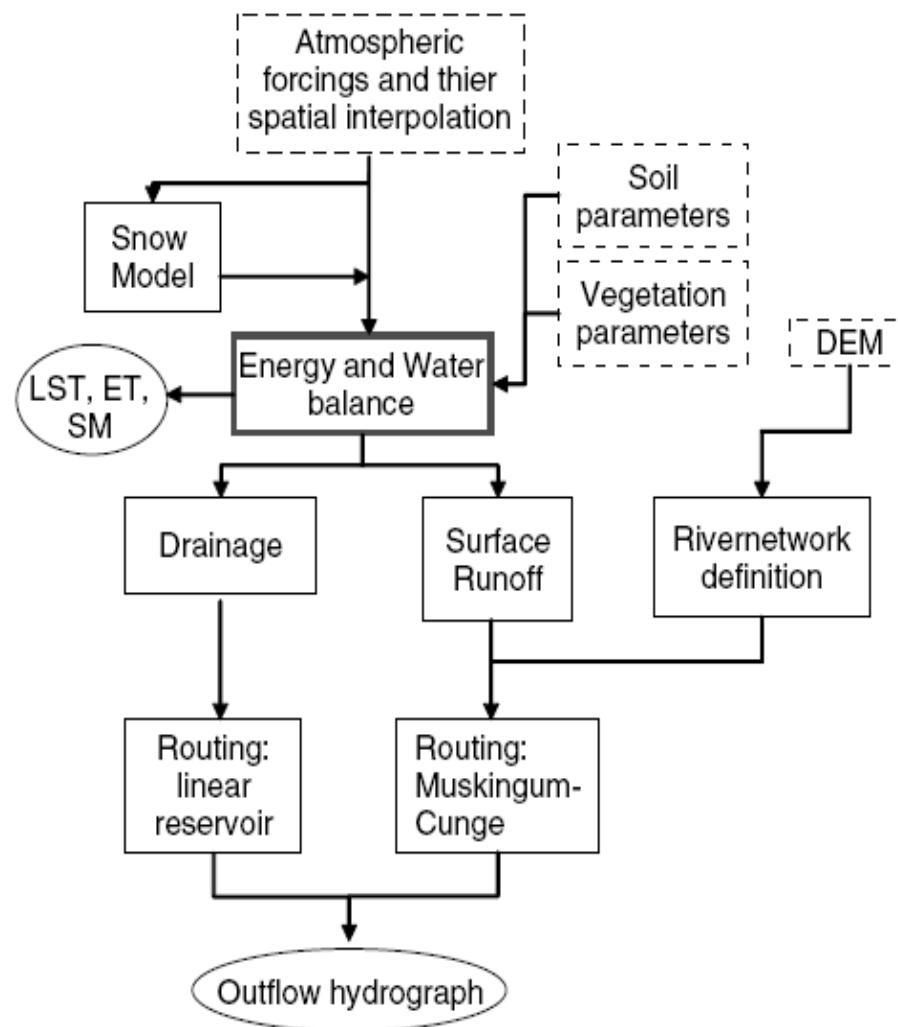 Atmospheric
forcings and thier
spatial interpolation
Soil
parameters
Snow
Model
Vegetation
parameters
DEM
Energy and Water
balance
LST, ET,
SM
Drainage
Surface
Runoff
Rivernetwork
definition
Routing:
linear
reservoir
Routing:
Muskingum-
Cunge
Outflow hydrograph